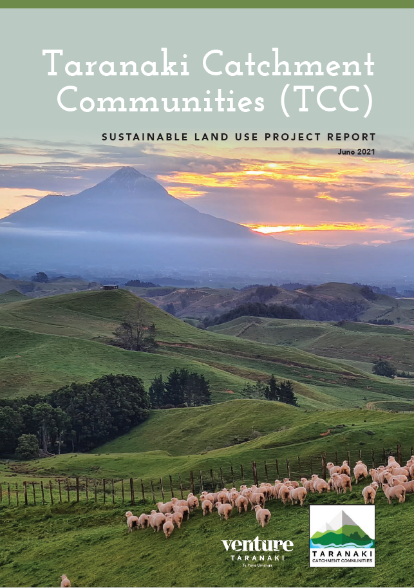 Taranaki Catchment
Communities (TCC)
SUSTAINABLE LAND USE PROJECT REPORT
June 2021
venture
TARANAKI
TARANAKI
CATCHMENT COMMUNITIES